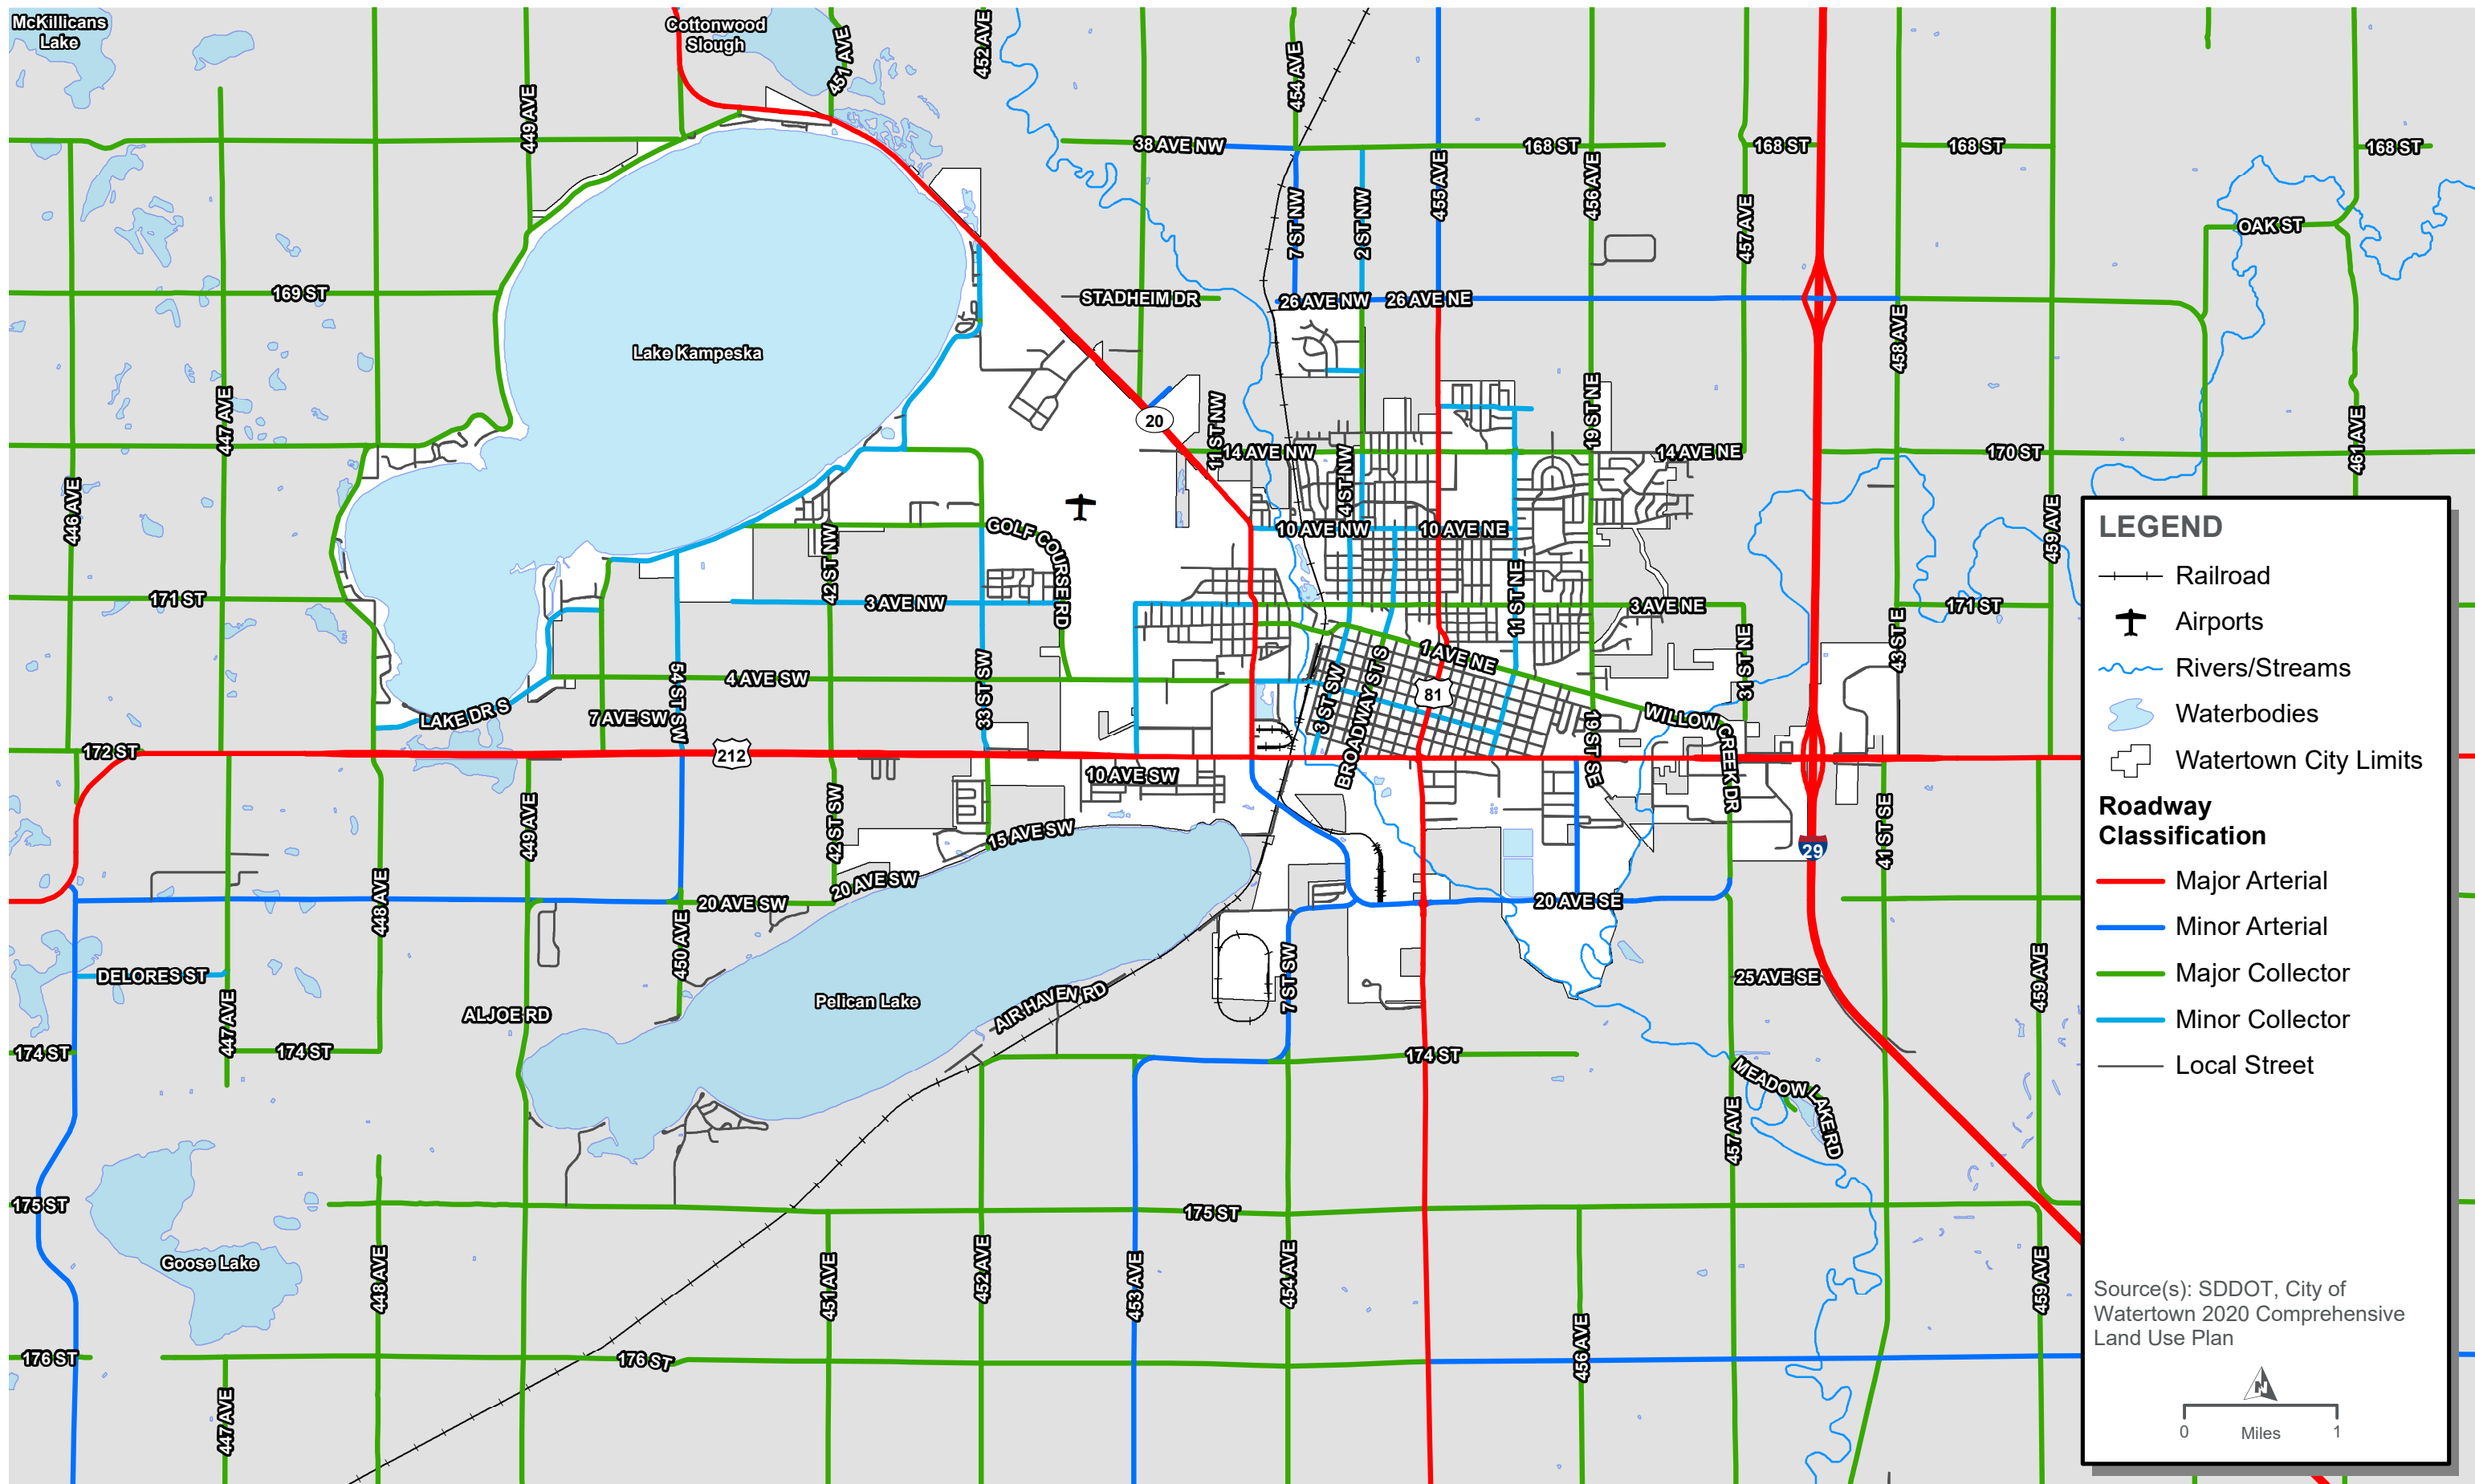 McKillicans
Lake
Cottonwood
Slough
451 AVE
452 AVE
454 AVE
449 AVE
38 AVE NW
168 ST
168 ST
168 ST
168 ST
455 AVE
456 AVE
457 AVE
7 ST NW
2 ST NW
OAK ST
169 ST
STADHEIM DR
26 AVE NW
26 AVE NE
458 AVE
Lake Kampeska
447 AVE
20
11 ST NW
19 ST NE
14 AVE NW
14 AVE NE
170 ST
461 AVE
4 ST NW
446 AVE
459 AVE
GOLF COURSE RD
10 AVE NW
10 AVE NE
42 ST NW
11 ST NE
171 ST
3 AVE NW
3 AVE NE
171 ST
43 ST E
31 ST NE
1 AVE NE
54 ST SW
33 ST SW
4 AVE SW
3 ST SW
BROADWAY ST S
81
LAKE DR S
7 AVE SW
19 ST SE
WILLOW CREEK DR
172 ST
212
10 AVE SW
449 AVE
42 ST SW
15 AVE SW
41 ST SE
29
448 AVE
20 AVE SW
20 AVE SW
20 AVE SE
450 AVE
DELORES ST
7 ST SW
25 AVE SE
459 AVE
Pelican Lake
AIR HAVEN RD
ALJOE RD
447 AVE
174 ST
174 ST
174 ST
MEADOW LAKE RD
457 AVE
175 ST
175 ST
Goose Lake
448 AVE
451 AVE
452 AVE
453 AVE
454 AVE
459 AVE
456 AVE
176 ST
176 ST
447 AVE
LEGEND
Railroad
Airports
Rivers/Streams
Waterbodies
Watertown City Limits
Roadway
Classification
Major Arterial
Minor Arterial
Major Collector
Minor Collector
Local Street
Source(s): SDDOT, City of
Watertown 2020 Comprehensive
Land Use Plan
N
0 Miles 1